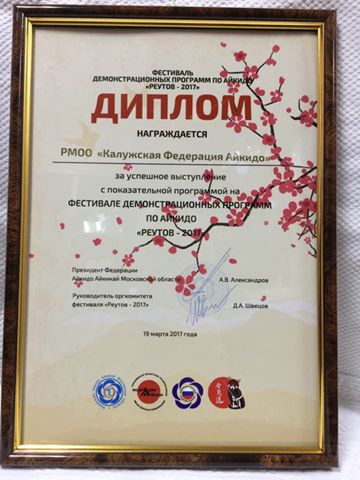 ФЕСТИВАЛЬ
ДЕМОНСТРАЦИОННЫХ ПРОГРАММ ПО АЙКИДО
«РЕУТОВ - 2017»
ДИПЛОМ
НАГРАЖДАЕТСЯ
РМОО «Калужская Федерация Айкидо»
за успешное выступление
с показательной программой на
ФЕСТИВАЛЕ ДЕМОНСТРАЦИОННЫХ ПРОГРАММ
ПО АЙКИДО
«РЕУТОВ - 2017»
Президент Федерации
Айкидо Айкикай Московской области
А.В. Александров
Руководитель оргкомитета
фестиваля «Реутов - 2017»
Д.А. Швецов
19 марта 2017 года